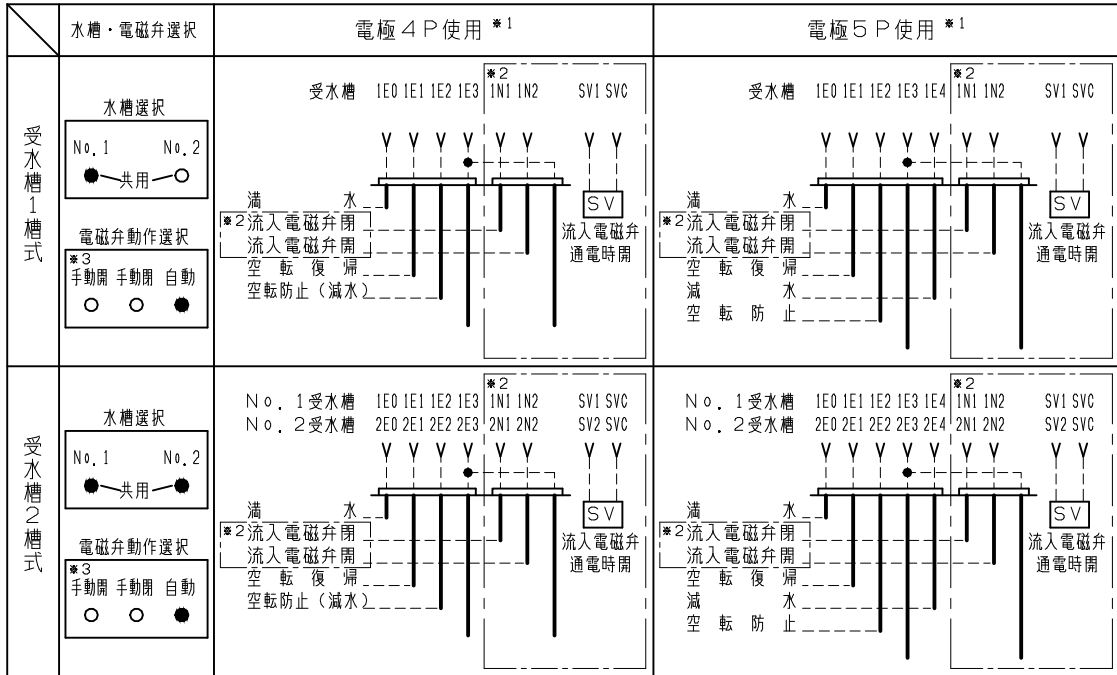 水槽・電磁弁選択
電極4P使用 ※1
電極5P使用 ※1
受水槽1槽式
水槽選択
No.1 No.2
共用
電磁弁動作選択
※3
手動開 手動閉 自動
※2
受水槽 1E0 1E1 1E2 1E3 1N1 1N2 SV1 SVC
満水
※2流入電磁弁閉
流入電磁弁開
空転復帰
空転防止(減水)
SV
流入電磁弁
通電時開
※2
受水槽 1E0 1E1 1E2 1E3 1E4 1N1 1N2 SV1 SVC
満水
※2流入電磁弁閉
流入電磁弁開
空転復帰
減水
空転防止
SV
流入電磁弁
通電時開
受水槽2槽式
水槽選択
No.1 No.2
共用
電磁弁動作選択
※3
手動開 手動閉 自動
※2
No.1受水槽 1E0 1E1 1E2 1E3 1N1 1N2 SV1 SVC
No.2受水槽 2E0 2E1 2E2 2E3 2N1 2N2 SV2 SVC
満水
※2流入電磁弁閉
流入電磁弁開
空転復帰
空転防止(減水)
SV
流入電磁弁
通電時開
※2
No.1受水槽 1E0 1E1 1E2 1E3 1E4 1N1 1N2 SV1 SVC
No.2受水槽 2E0 2E1 2E2 2E3 2E4 2N1 2N2 SV2 SVC
満水
※2流入電磁弁閉
流入電磁弁開
空転復帰
減水
空転防止
SV
流入電磁弁
通電時開